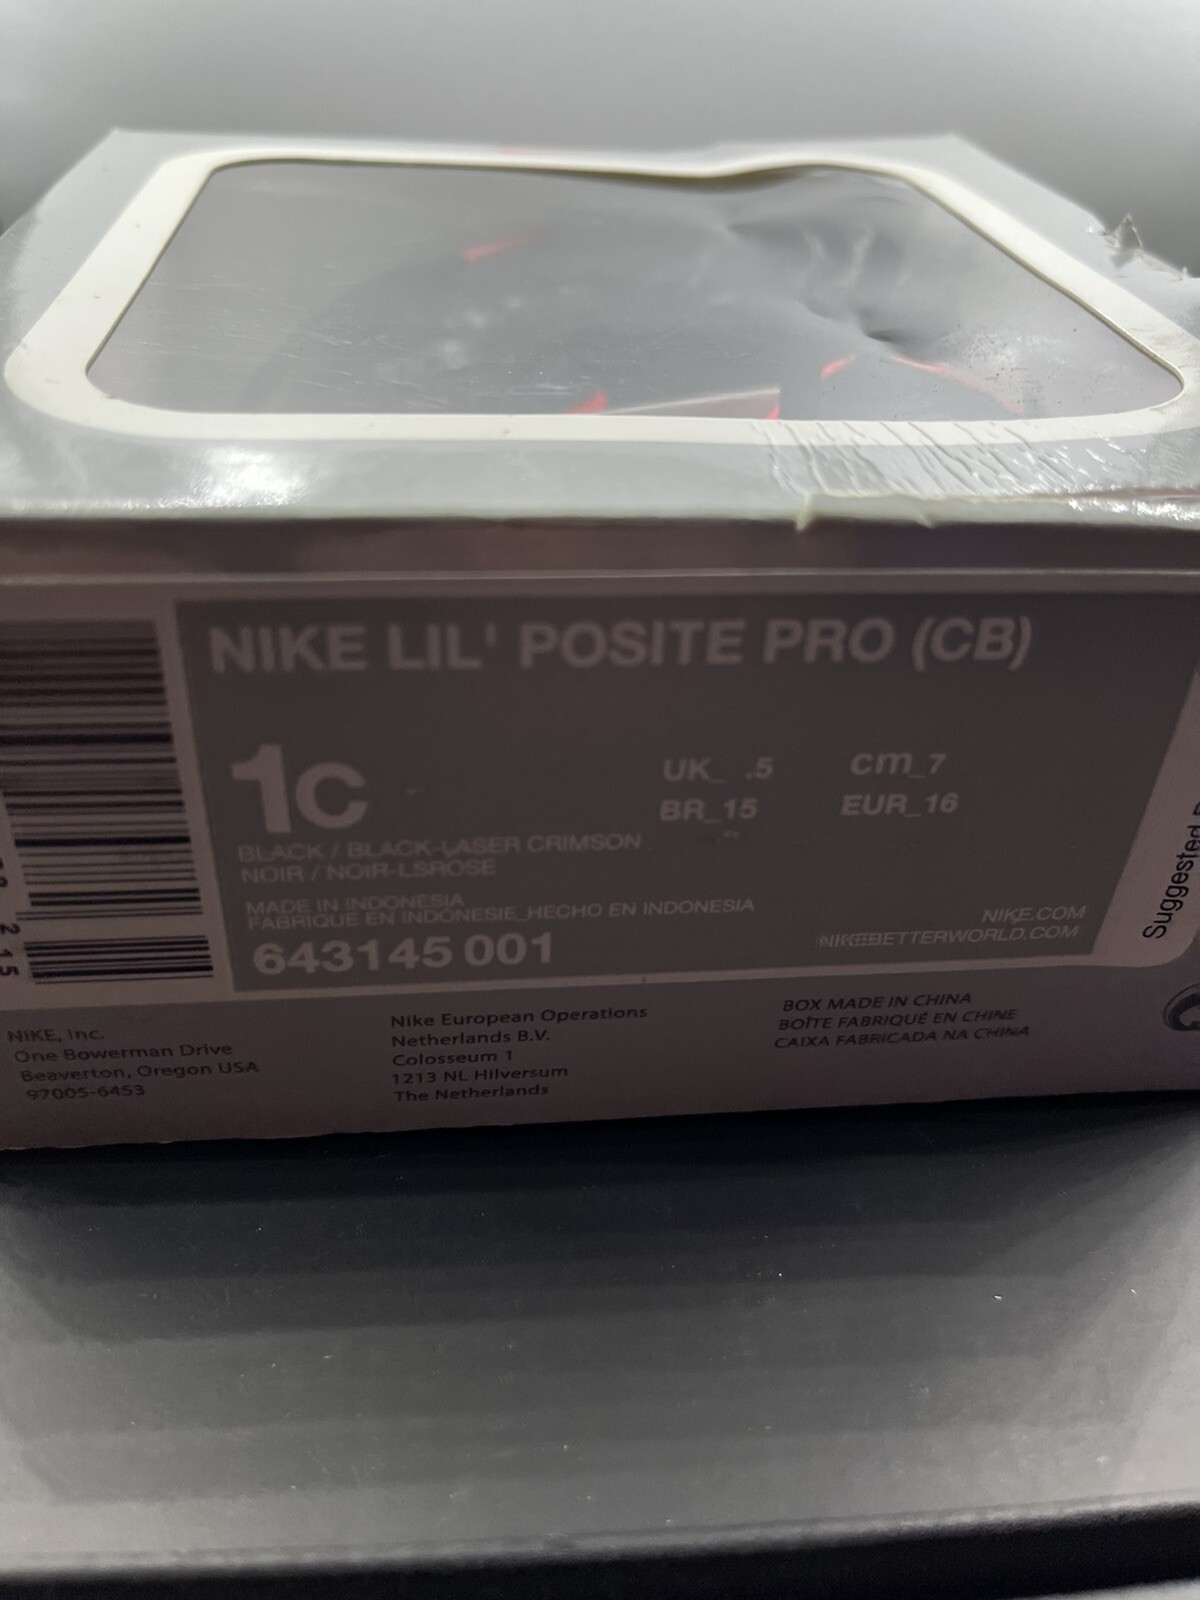 NIKE LIL' POSITE PRO (CB)
1C
UK_ .5 cm_7
BR_15 EUR_16
BLACK / BLACK-LASER CRIMSON
NOIR / NOIR-LSROSE
MADE IN INDONESIA
FABRIQUE EN INDONESIE_HECHO EN INDONESIA
643145 001
NIKE.COM
NIKEBETTERWORLD.COM
Suggested
2 15
NIKE, Inc.
One Bowerman Drive
Beaverton, Oregon USA
97005-6453
Nike European Operations
Netherlands B.V.
Colosseum 1
1213 NL Hilversum
The Netherlands
BOX MADE IN CHINA
BOÎTE FABRIQUÉ EN CHINE
CAIXA FABRICADA NA CHINA